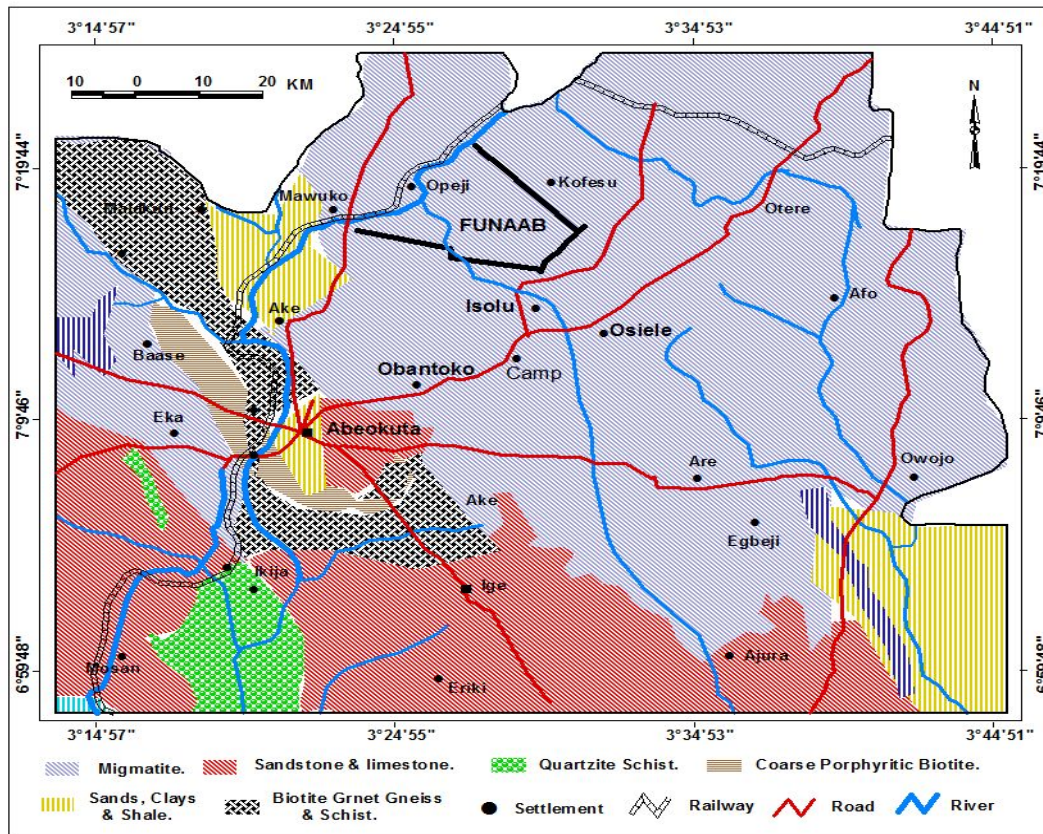 3°14'57" 3°24'55" 3°34'53" 3°44'51"
10 0 10 20 KM
N
7°19'44"
7°19'44"
Opeji
Kofesu
Mawuko
Otere
FUNAAB
Afo
Isolu
Ake
Osiele
Baase
Camp
Obantoko
7°9'46"
7°9'46"
Eka
Abeokuta
Are
Owojo
Ake
Egbeji
Ikija
Ige
Mosan
Ajura
Eriki
6°59'48"
6°59'48"
3°14'57" 3°24'55" 3°34'53" 3°44'51"
Migmatite. Sandstone & limestone. Quartzite Schist. Coarse Porphyritic Biotite.
Sands, Clays
& Shale.
Biotite Grnet Gneiss
& Schist.
Settlement Railway Road River